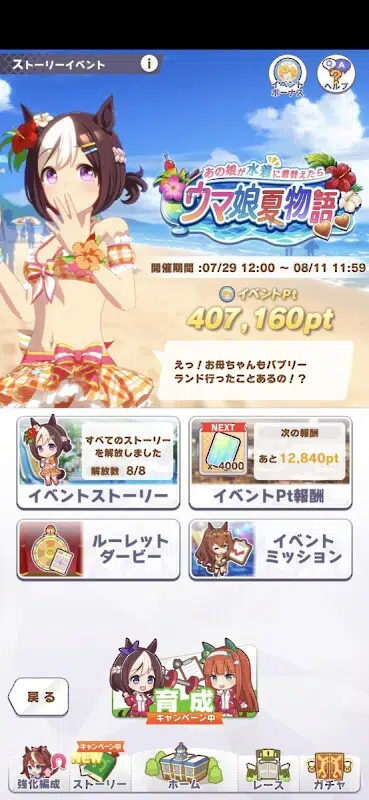 ストーリーイベント
i
イベント
ボーナス
Q A
?
ヘルプ
あの娘が水着に着替えたら
ウマ娘夏物語
開催期間 :07/29 12:00 ~ 08/11 11:59
イベントPt
407,160pt
えっ！お母ちゃんもバブリー
ランド行ったことあるの！？
すべてのストーリー
を解放しました
解放数 8/8
イベントストーリー
NEXT
x 4000
次の報酬
あと12,840pt
イベントPt報酬
ルーレット
ダービー
イベント
ミッション
戻る
育成
キャンペーン中
キャンペーン中
NEW
強化編成
ストーリー
ホーム
レース
ガチャ